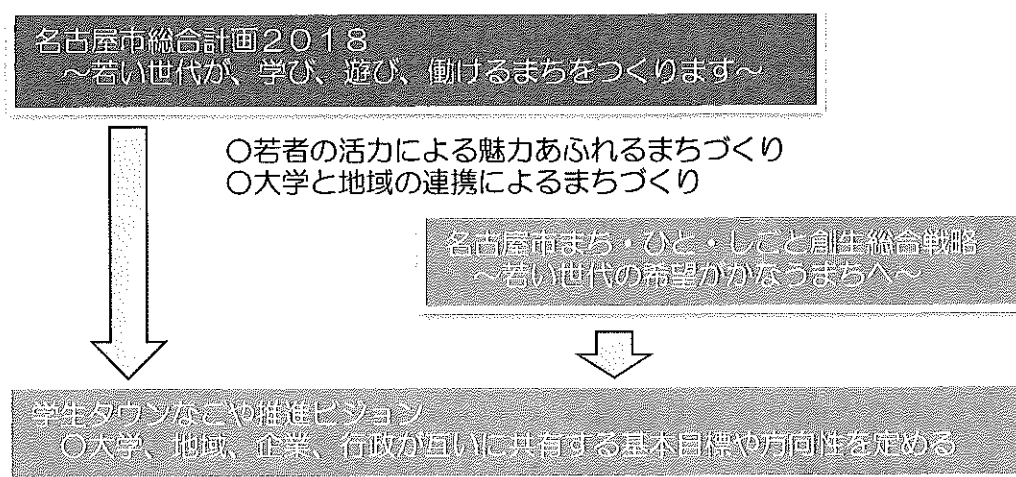 名古屋市総合計画２０１８
～若い世代が、学び、遊び、働けるまちをつくります～
○若者の活力による魅力あふれるまちづくり
○大学と地域の連携によるまちづくり
名古屋市まち・ひと・しごと創生総合戦略
～若い世代の希望がかなうまちへ～
学生タウンなごや推進ビジョン
○大学、地域、企業、行政が互いに共有する基本目標や方向性を定める